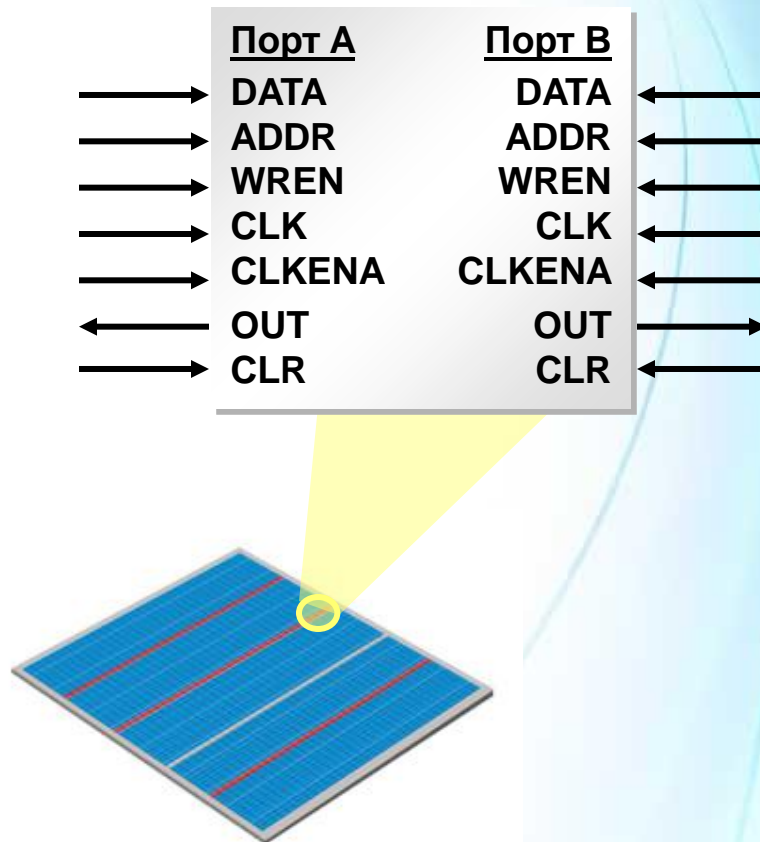 Порт A Порт B
DATA DATA
ADDR ADDR
WREN WREN
CLK CLK
CLKENA CLKENA
OUT OUT
CLR CLR